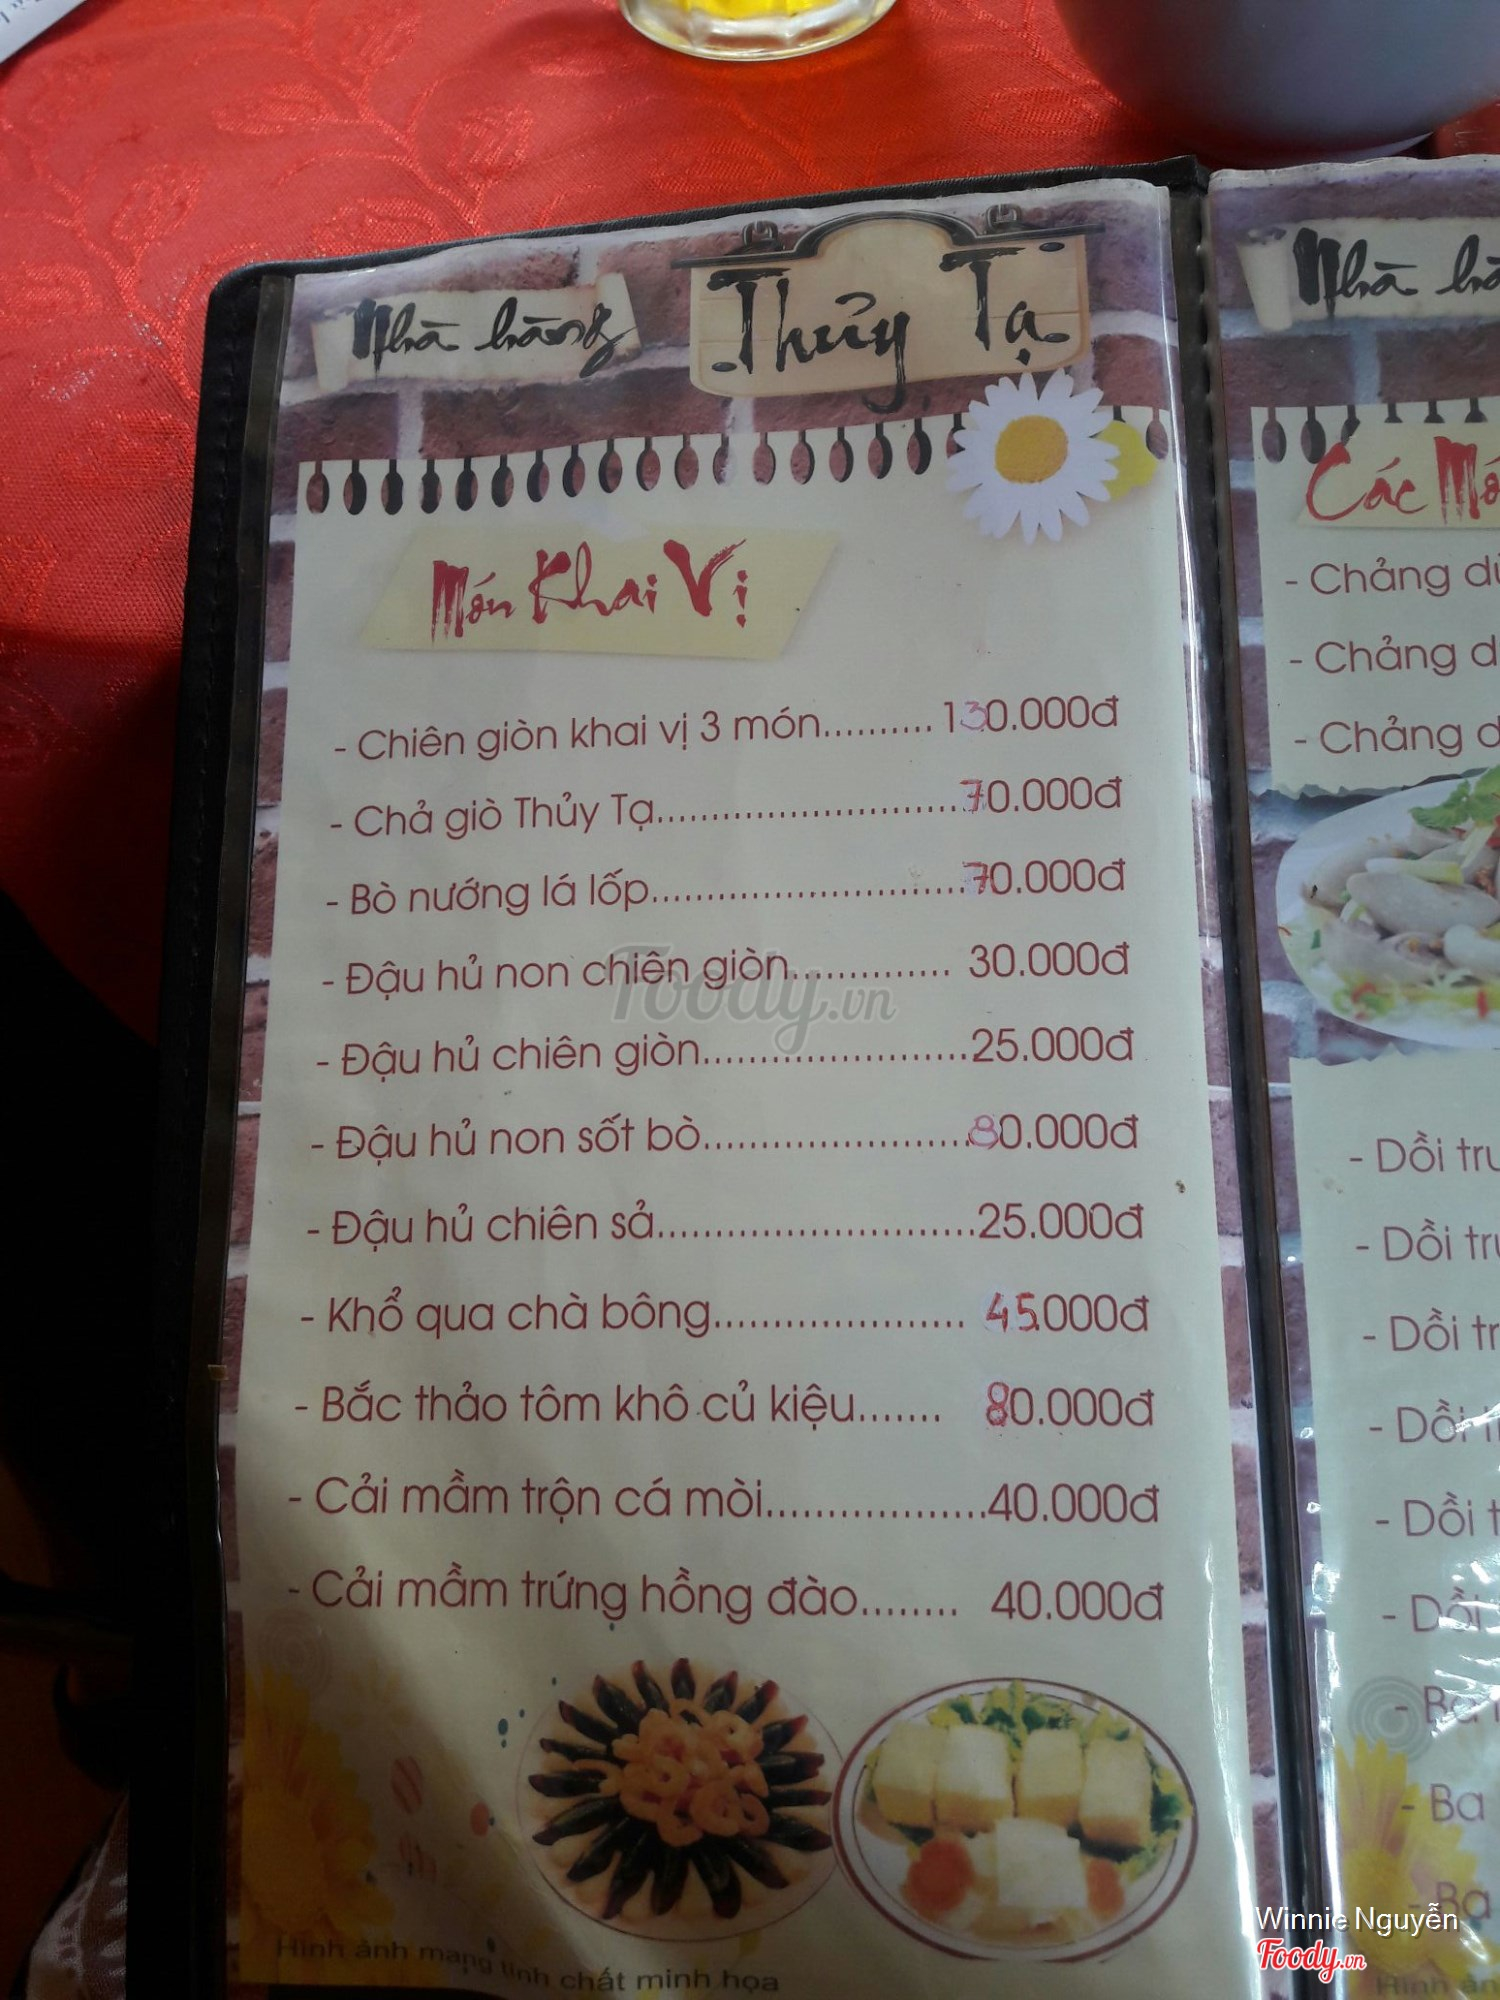 Nhà hàng Thủy Tạ
Món Khai Vị
- Chiên giòn khai vị 3 món.......... 130.000đ
- Chả giò Thủy Tạ............................70.000đ
- Bò nướng lá lốp.............................70.000đ
- Đậu hủ non chiên giòn............... 30.000đ
- Đậu hủ chiên giòn........................25.000đ
- Đậu hủ non sốt bò........................80.000đ
- Đậu hủ chiên sả............................25.000đ
- Khổ qua chà bông...................... 45.000đ
- Bắc thảo tôm khô củ kiệu....... 80.000đ
- Cải mầm trộn cá mòi...................40.000đ
- Cải mầm trứng hồng đào........ 40.000đ
Hình ảnh mang tính chất minh họa
Foody.vn
Nhà
Các
- Chảng
- Chảng
- Chảng
- Dồi
- Dồi
- Dồi
- Dồi
- Dồi
- Dồi
- Ba
- Ba
- Ba
Hình
Winnie Nguyễn
Foody.vn